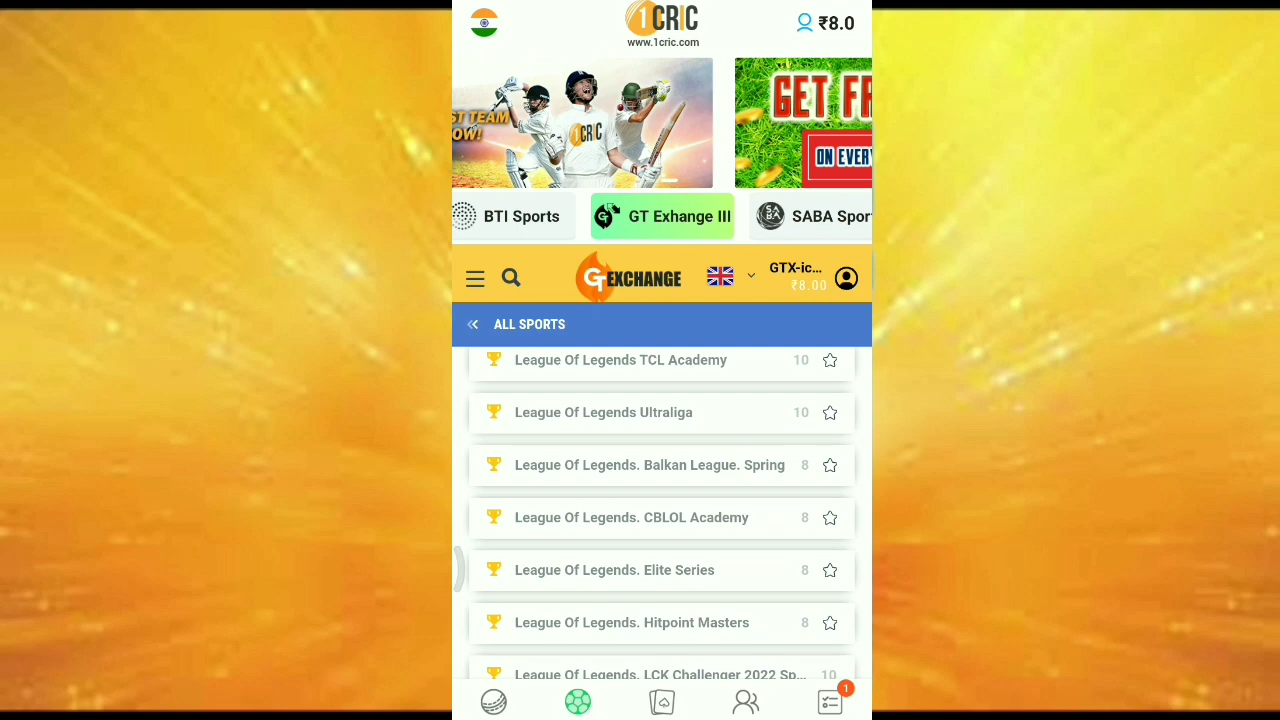 1CRIC
www.1cric.com
₹8.0
ST TEAM
OW!
1CRIC
GET FR
ON EVERY
BTI Sports
GT Exhange III
SABA Spor
GT EXCHANGE
GTX-ic...
₹8.00
ALL SPORTS
League Of Legends TCL Academy 10
League Of Legends Ultraliga 10
League Of Legends. Balkan League. Spring 8
League Of Legends. CBLOL Academy 8
League Of Legends. Elite Series 8
League Of Legends. Hitpoint Masters 8
League Of Legends. LCK Challenger 2022 Sp... 10
1